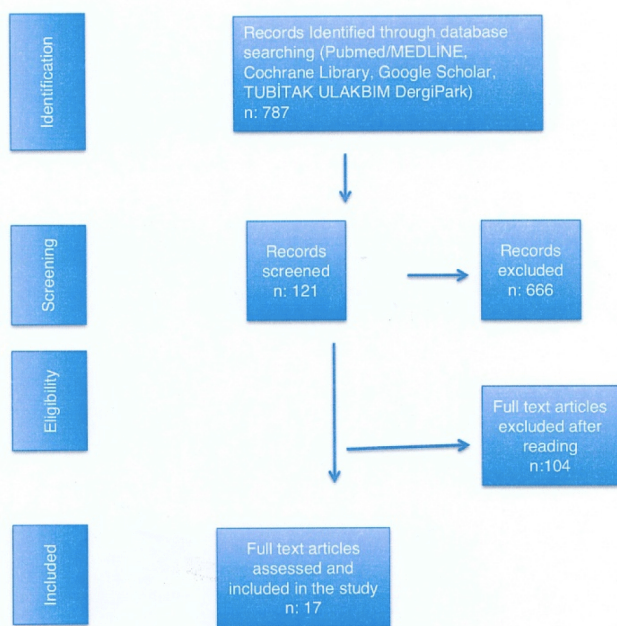 Identification
Records Identified through database
searching (Pubmed/MEDLİNE,
Cochrane Library, Google Scholar,
TUBİTAK ULAKBIM DergiPark)
n: 787
Screening
Records
screened
n: 121
Records
excluded
n: 666
Eligibility
Full text articles
excluded after
reading
n:104
Included
Full text articles
assessed and
included in the study
n: 17